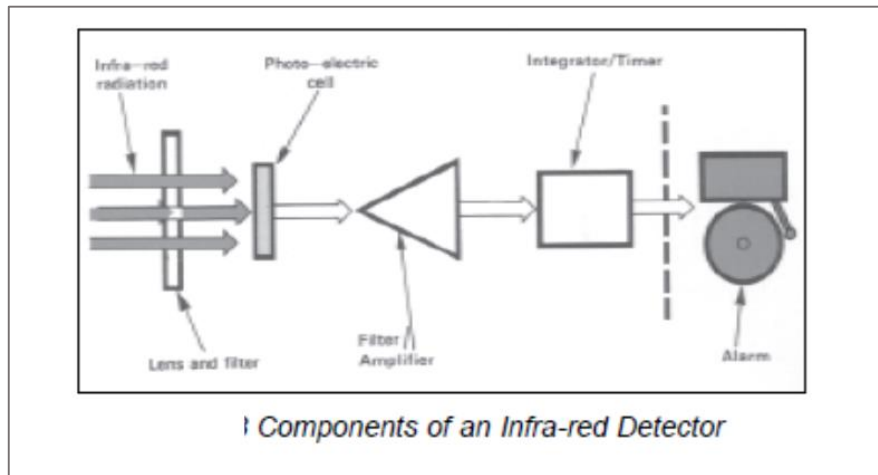 Infra-red
radiation
Photo-electric
cell
Integrator/Timer
Filter /
Amplifier
Lens and filter
Alarm
Components of an Infra-red Detector